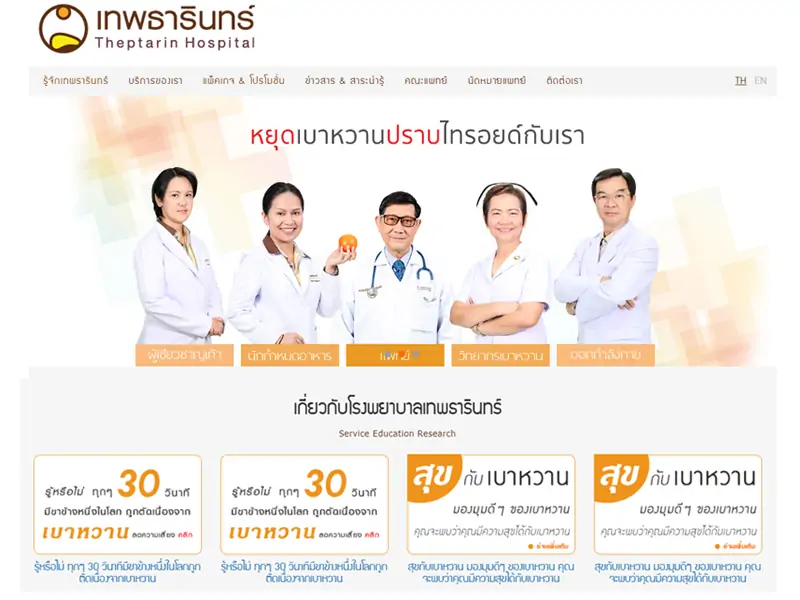 เทพธารินทร์
Theptarin Hospital
รู้จักเทพธารินทร์ บริการของเรา แพ็คเกจ & โปรโมชั่น ข่าวสาร & สาระน่ารู้ คณะแพทย์ นัดหมายแพทย์ ติดต่อเรา TH EN
หยุดเบาหวานปราบไทรอยด์กับเรา
ผู้เชี่ยวชาญเท้า นักกำหนดอาหาร แพทย์ วิทยากรเบาหวาน ออกกำลังกาย
เกี่ยวกับโรงพยาบาลเทพธารินทร์
Service Education Research
รู้หรือไม่ ทุกๆ 30 วินาที
มีขาข้างหนึ่งในโลก ถูกตัดเนื่องจาก
เบาหวาน ลดความเสี่ยง คลิก
รู้หรือไม่ ทุกๆ 30 วินาทีมีขาข้างหนึ่งในโลกถูก
ตัดเนื่องจากเบาหวาน
รู้หรือไม่ ทุกๆ 30 วินาที
มีขาข้างหนึ่งในโลก ถูกตัดเนื่องจาก
เบาหวาน ลดความเสี่ยง คลิก
รู้หรือไม่ ทุกๆ 30 วินาทีมีขาข้างหนึ่งในโลกถูก
ตัดเนื่องจากเบาหวาน
สุข กับ เบาหวาน
มองมุมดีๆ ของเบาหวาน
คุณจะพบว่าคุณมีความสุขได้กับเบาหวาน
อ่านเพิ่มเติม
สุขกับเบาหวาน มองมุมดีๆ ของเบาหวาน คุณ
จะพบว่าคุณมีความสุขได้กับเบาหวาน
สุข กับ เบาหวาน
มองมุมดีๆ ของเบาหวาน
คุณจะพบว่าคุณมีความสุขได้กับเบาหวาน
อ่านเพิ่มเติม
สุขกับเบาหวาน มองมุมดีๆ ของเบาหวาน คุณ
จะพบว่าคุณมีความสุขได้กับเบาหวาน